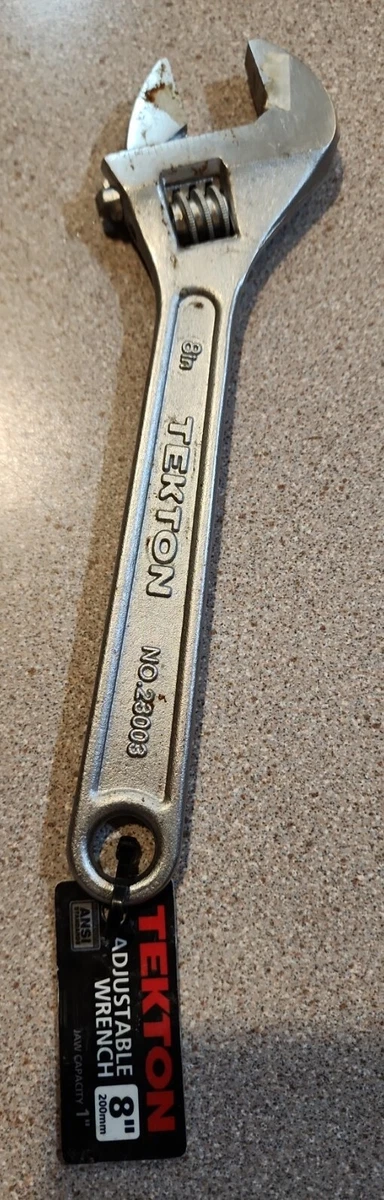 8in
TEKTON
NO.23003
TEKTON
ADJUSTABLE
WRENCH
8"
200mm
ANSI
JAW CAPACITY 1"